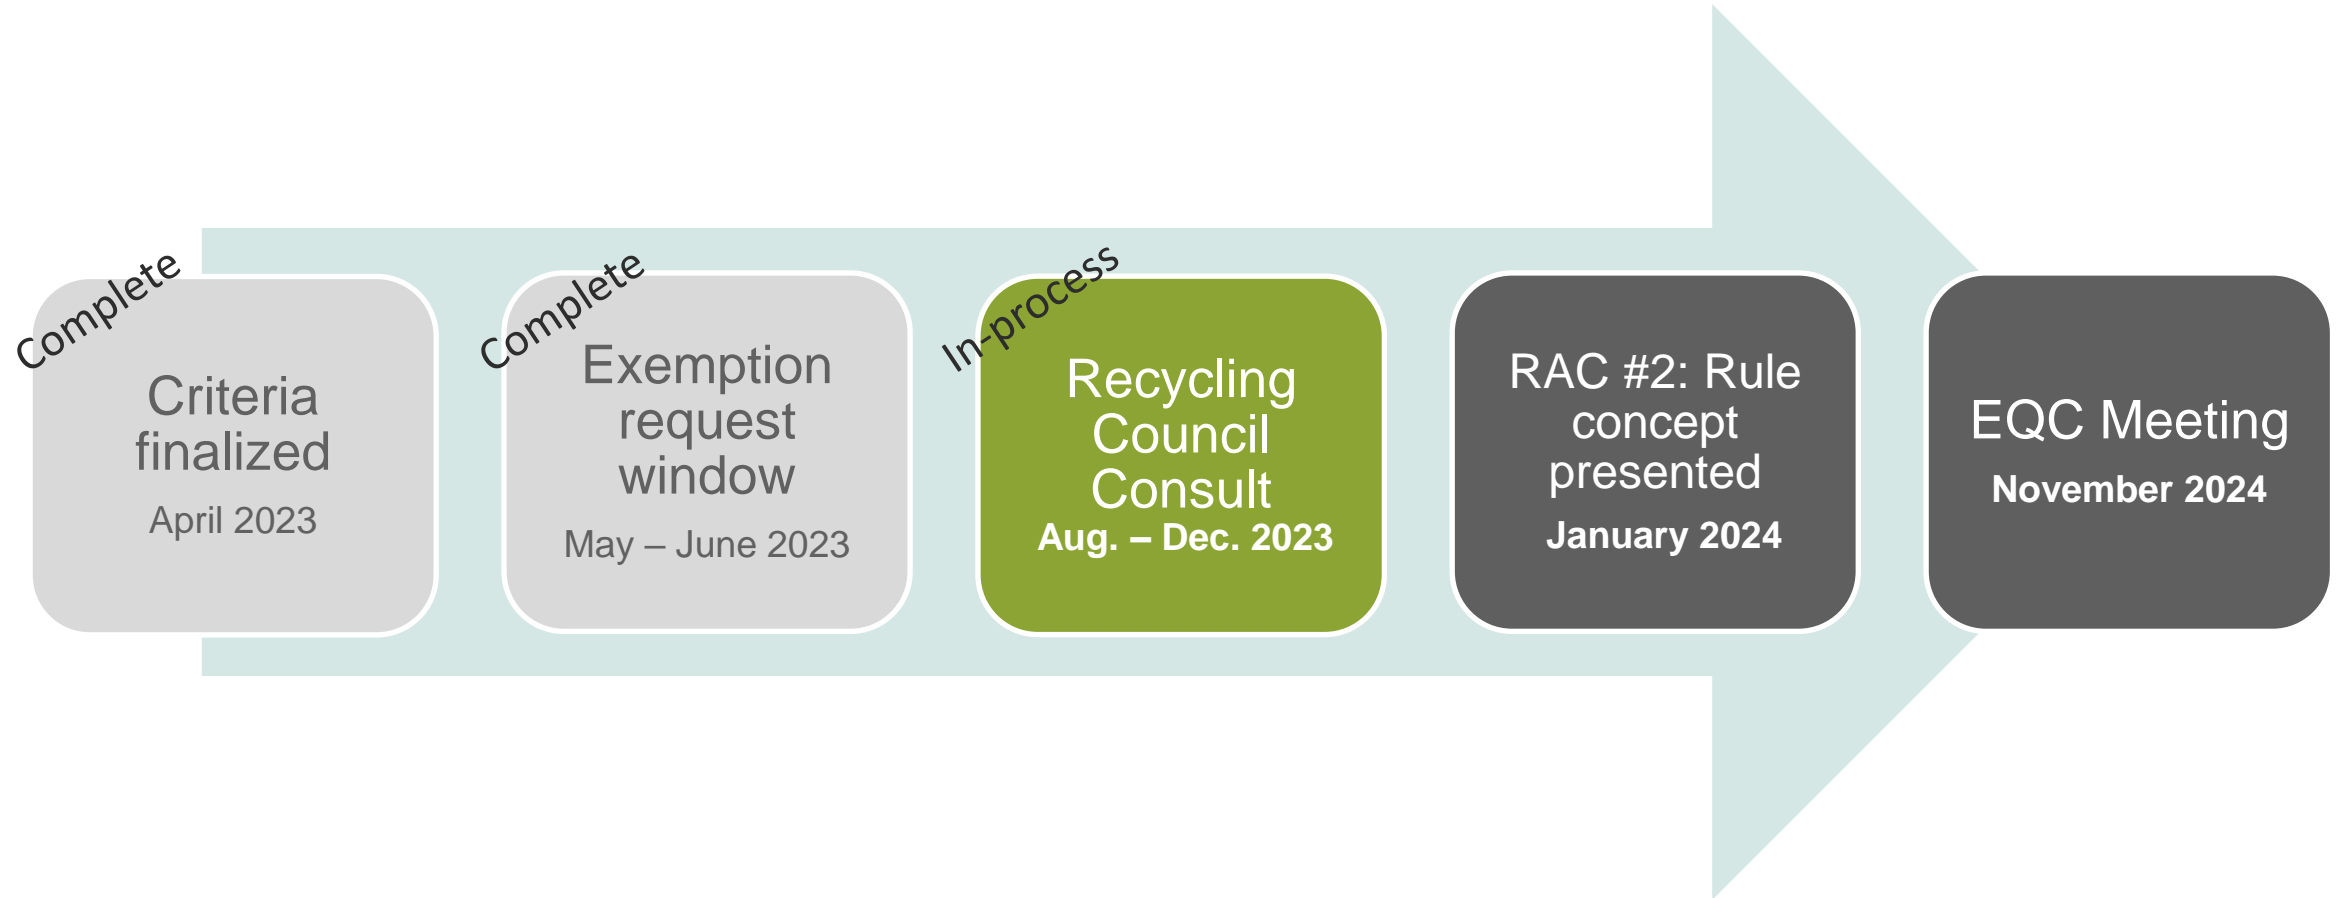 Complete
Criteria
finalized
April 2023
Complete
Exemption
request
window
May – June 2023
In-process
Recycling
Council
Consult
Aug. – Dec. 2023
RAC #2: Rule
concept
presented
January 2024
EQC Meeting
November 2024